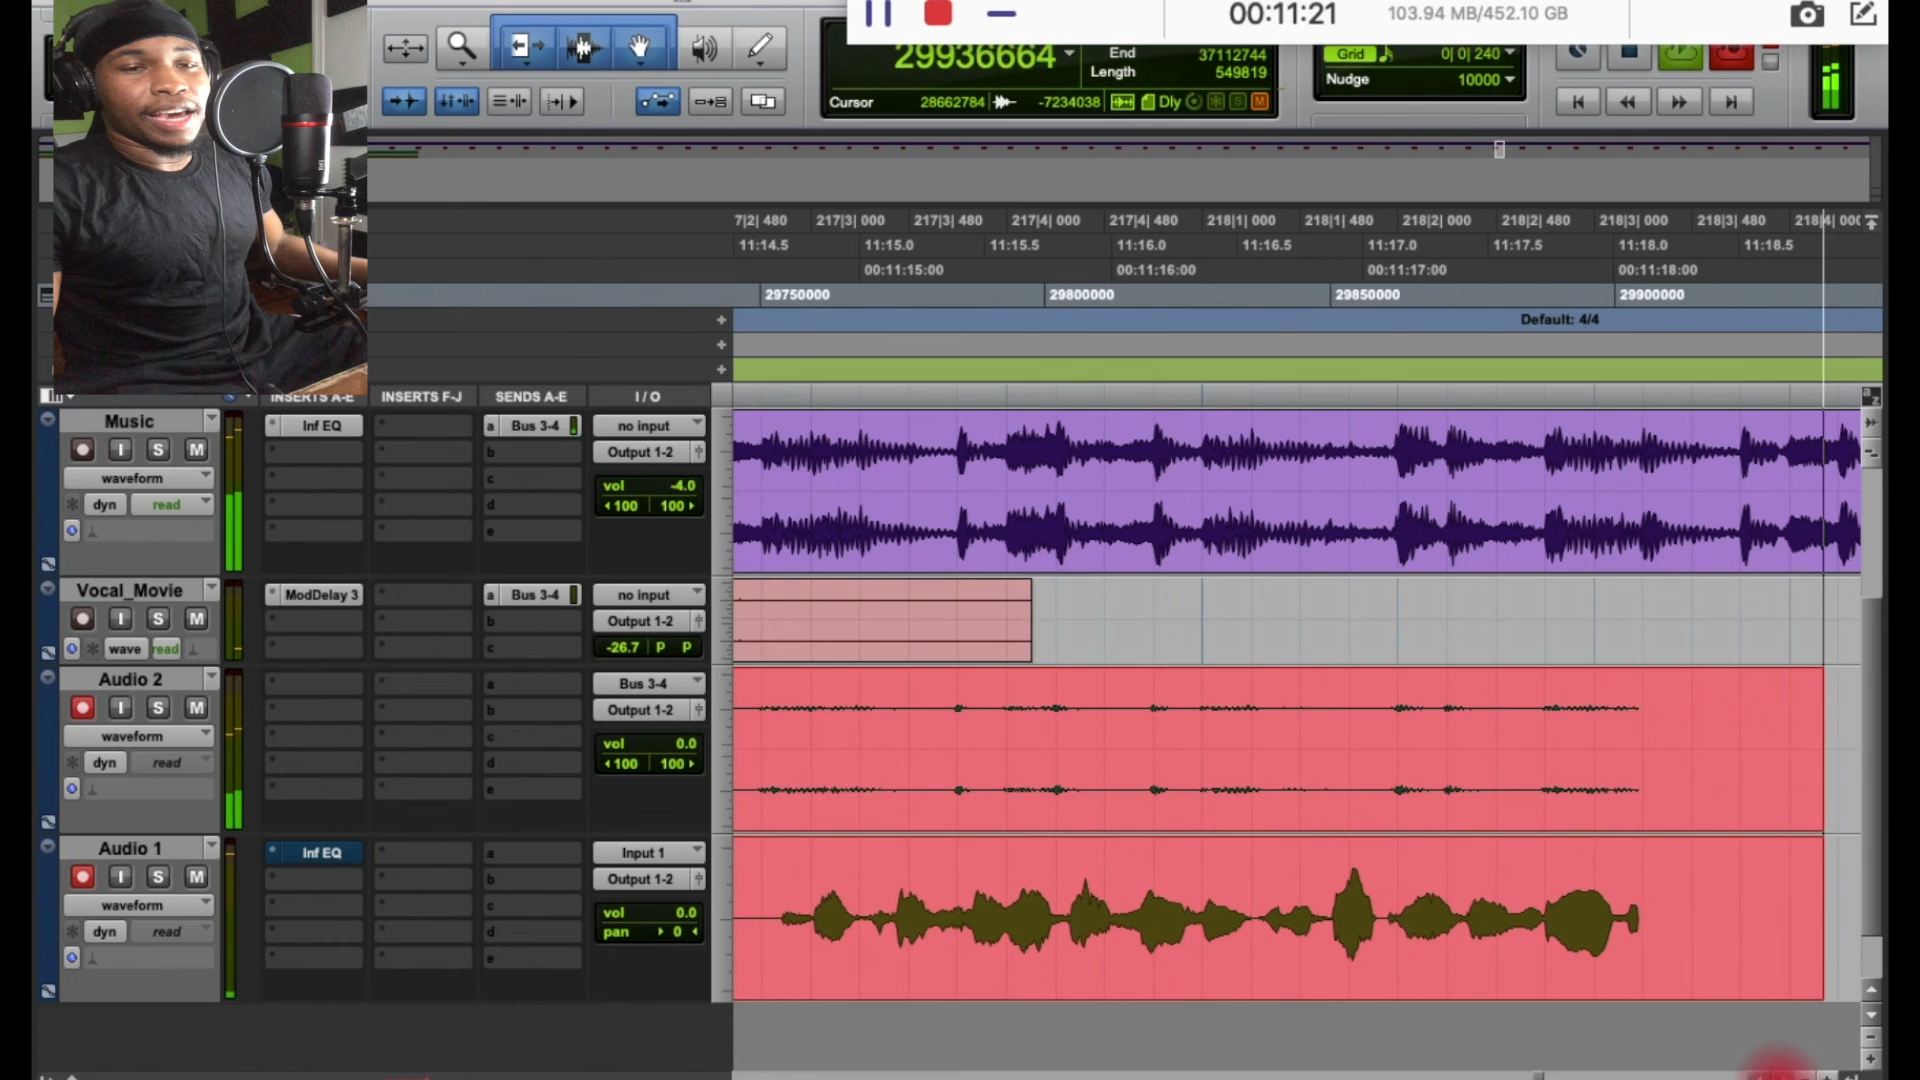 00:11:21
103.94 MB/452.10 GB
29936664
End 37112744
Length 549819
Cursor 28662784 -7234038 Dly S M
Grid 0| 0| 240
Nudge 10000
7|2| 480 217|3| 000 217|3| 480 217|4| 000 217|4| 480 218|1| 000 218|1| 480 218|2| 000 218|2| 480 218|3| 000 218|3| 480 218|4| 000
11:14.5 11:15.0 11:15.5 11:16.0 11:16.5 11:17.0 11:17.5 11:18.0 11:18.5
00:11:15:00 00:11:16:00 00:11:17:00 00:11:18:00
29750000 29800000 29850000 29900000
Default: 4/4
INSERTS A-E INSERTS F-J SENDS A-E I / O
a z
Music
I S M
waveform
dyn read
Inf EQ
a Bus 3-4
b
c
d
e
no input
Output 1-2
vol -4.0
100 100
Vocal_Movie
I S M
wave read
ModDelay 3
a Bus 3-4
b
c
no input
Output 1-2
-26.7 P P
Audio 2
I S M
waveform
dyn read
a
b
c
d
e
Bus 3-4
Output 1-2
vol 0.0
100 100
Audio 1
I S M
waveform
dyn read
Inf EQ
a
b
c
d
e
Input 1
Output 1-2
vol 0.0
pan 0